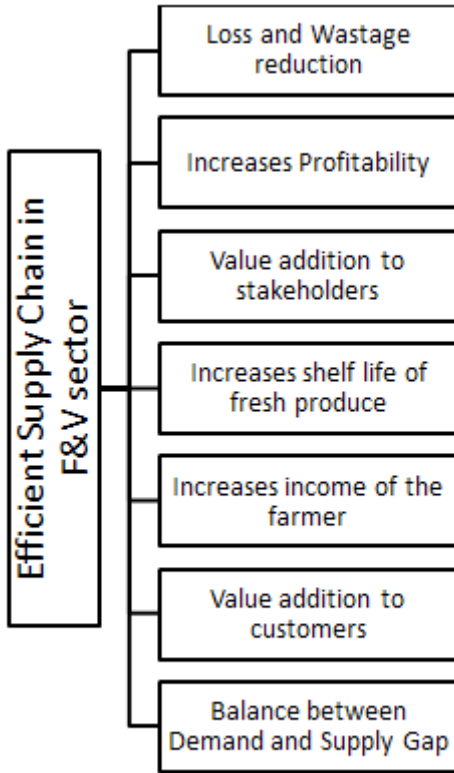 Efficient Supply Chain in
F&V sector
Loss and Wastage
reduction
Increases Profitability
Value addition to
stakeholders
Increases shelf life of
fresh produce
Increases income of the
farmer
Value addition to
customers
Balance between
Demand and Supply Gap